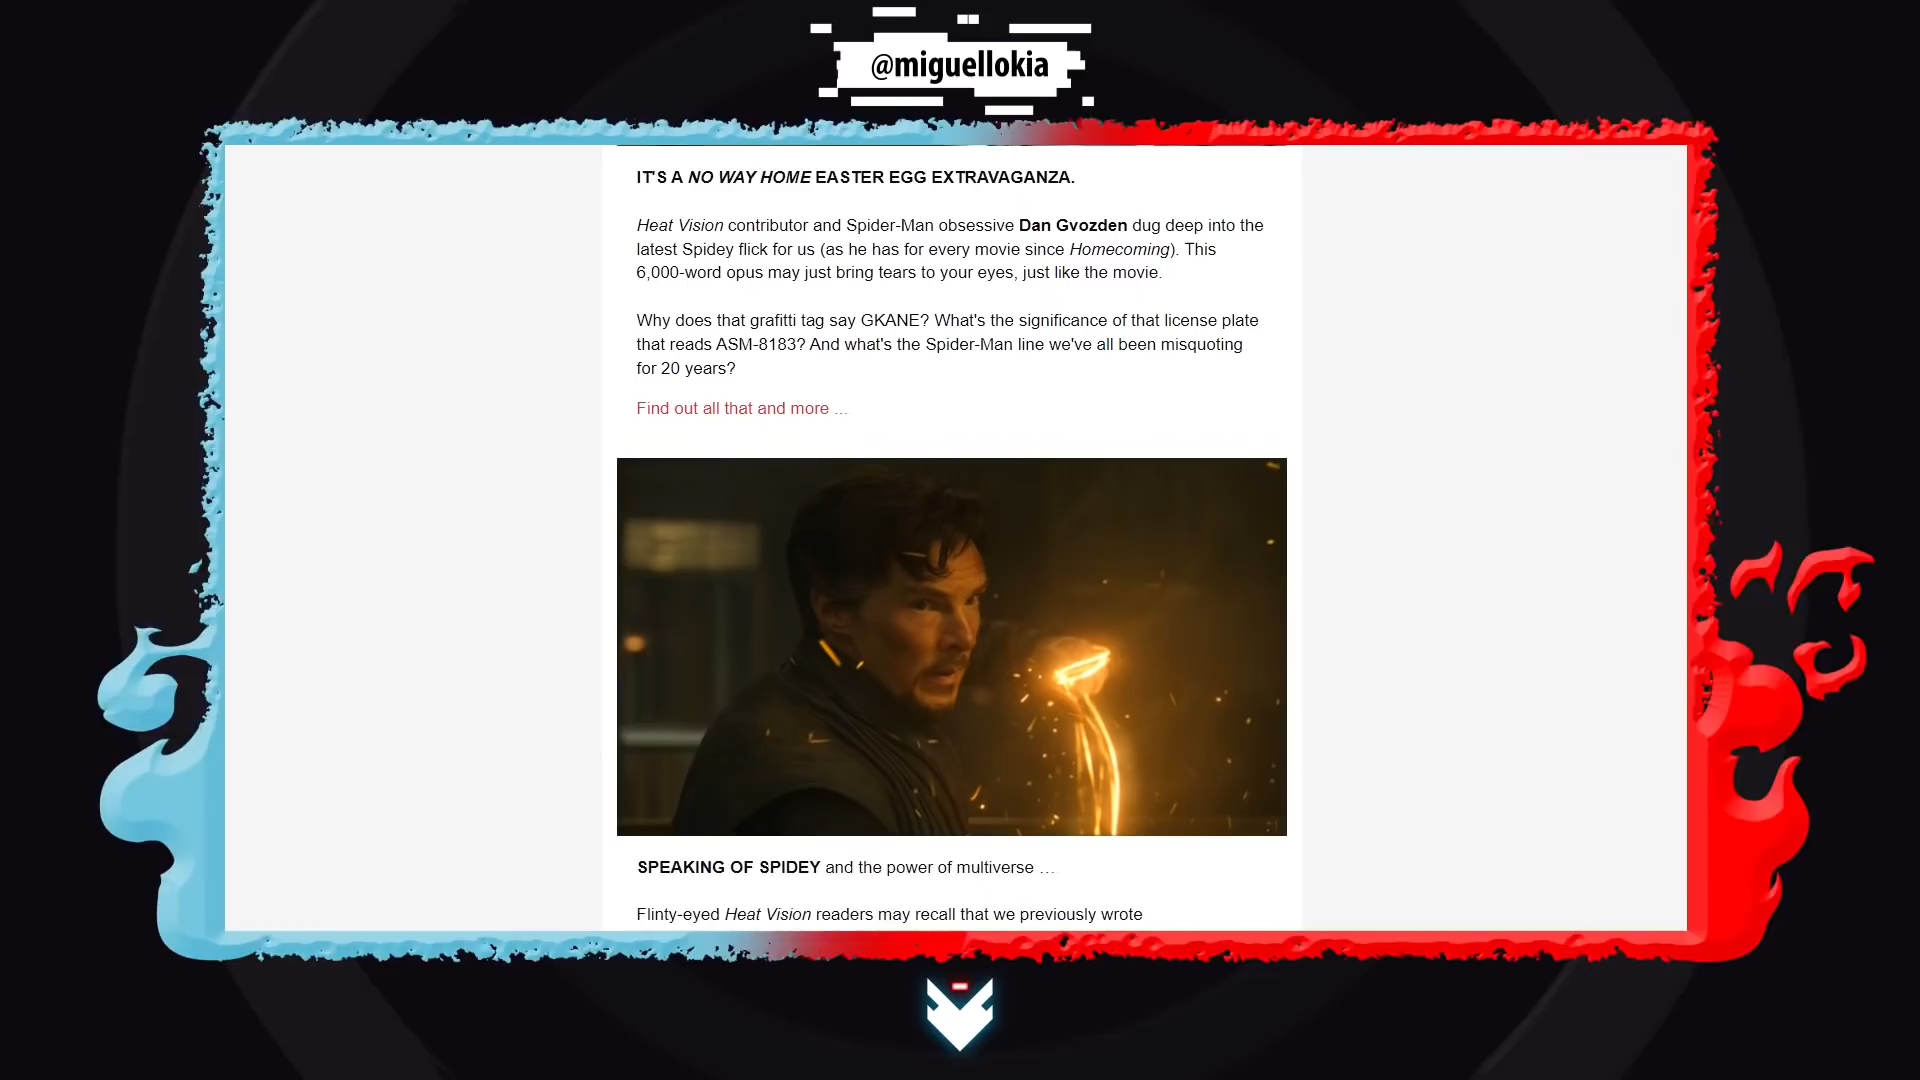 @miguellokia
IT'S A NO WAY HOME EASTER EGG EXTRAVAGANZA.
Heat Vision contributor and Spider-Man obsessive Dan Gvozden dug deep into the
latest Spidey flick for us (as he has for every movie since Homecoming). This
6,000-word opus may just bring tears to your eyes, just like the movie.
Why does that grafitti tag say GKANE? What's the significance of that license plate
that reads ASM-8183? And what's the Spider-Man line we've all been misquoting
for 20 years?
Find out all that and more ...
SPEAKING OF SPIDEY and the power of multiverse …
Flinty-eyed Heat Vision readers may recall that we previously wrote